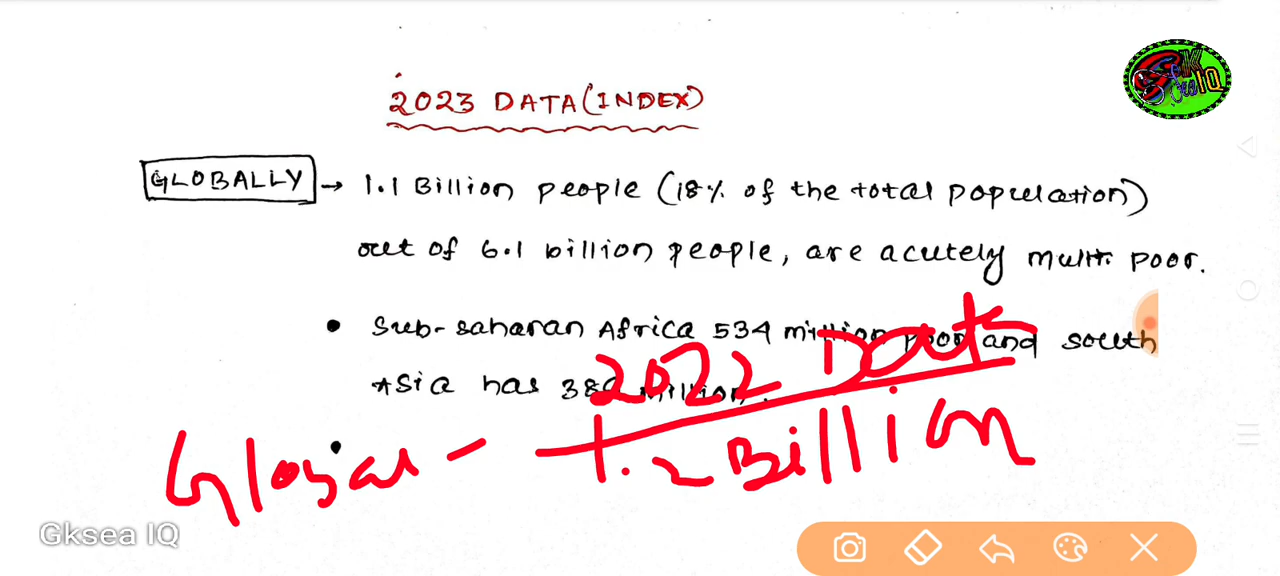 2023 DATA(INDEX)
GLOBALLY → 1.1 Billion people (18% of the total population)
out of 6.1 billion people, are acutely multi. poor.
• Sub-saharan Africa 534 million poor and south
Asia has million.
2022 Data
Global - 1.2 Billion
Gksea IQ